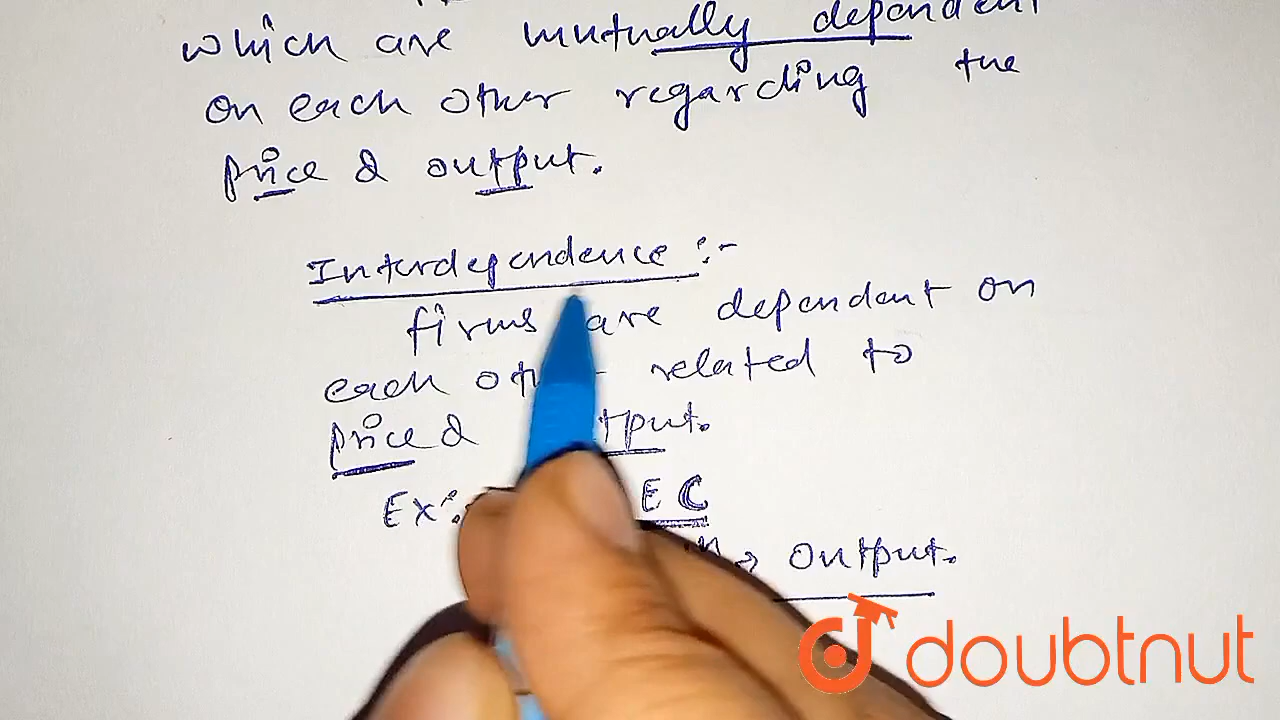 which are mutually dependent
on each other regarding the
price & output.
Interdependence :-
firms are dependent on
each related to
price &
Ex:- EC
→ output.
doubtnut